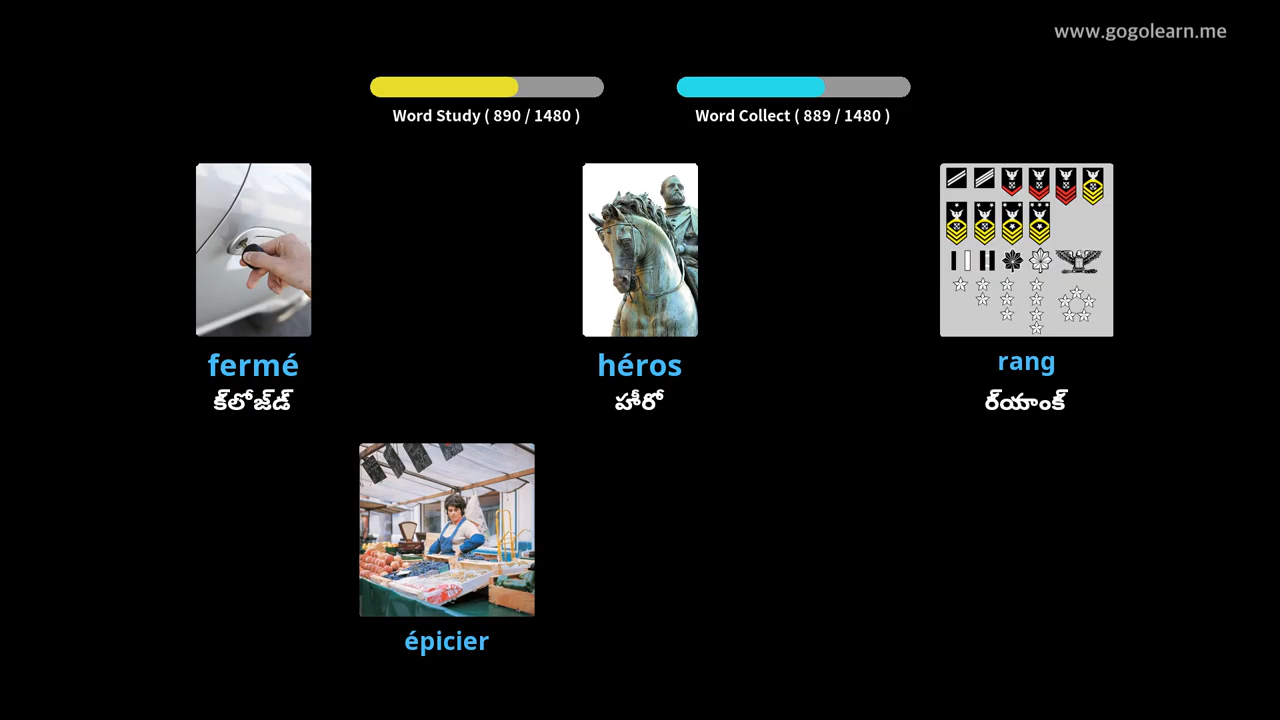 www.gogolearn.me
Word Study ( 890 / 1480 )
Word Collect ( 889 / 1480 )
fermé
క్‌లోజ్‌డ్
héros
హీరో
rang
ర్‌యాంక్
épicier